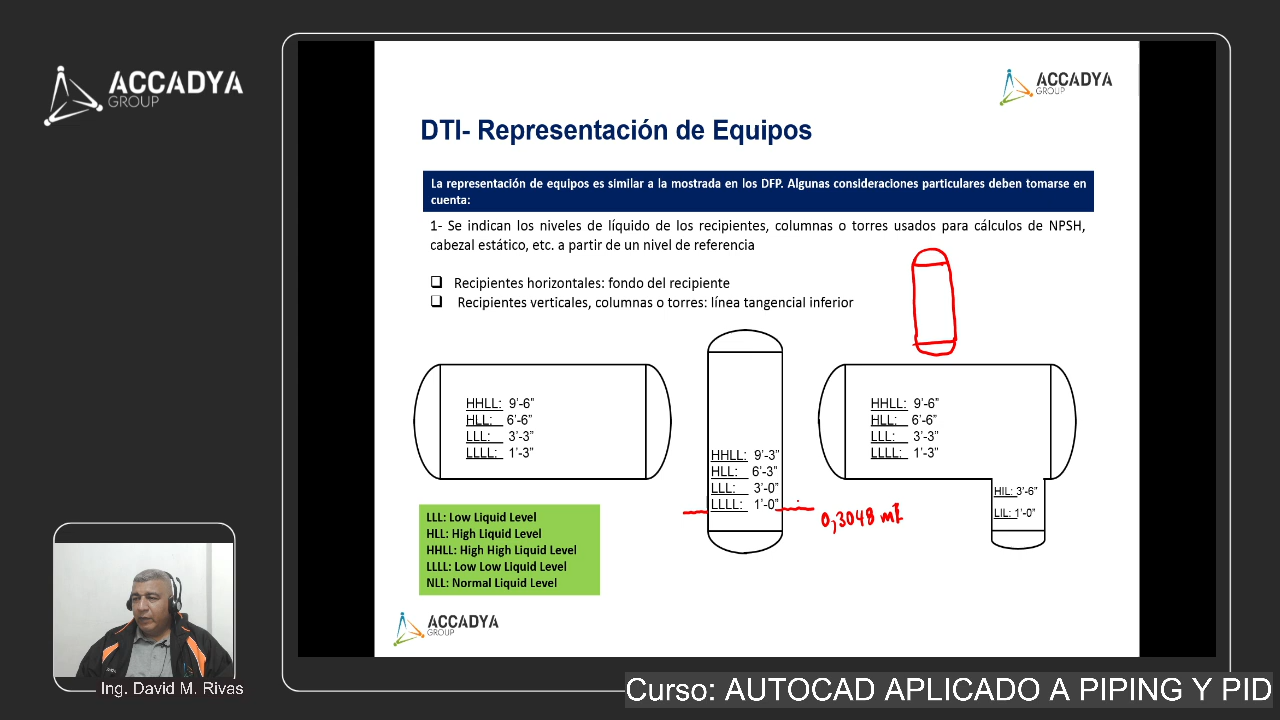 ACCADYA
GROUP
ACCADYA
GROUP
DTI- Representación de Equipos
La representación de equipos es similar a la mostrada en los DFP. Algunas consideraciones particulares deben tomarse en
cuenta:
1- Se indican los niveles de líquido de los recipientes, columnas o torres usados para cálculos de NPSH,
cabezal estático, etc. a partir de un nivel de referencia
Recipientes horizontales: fondo del recipiente
Recipientes verticales, columnas o torres: línea tangencial inferior
HHLL: 9'-6"
HLL: 6'-6"
LLL: 3'-3"
LLLL: 1'-3"
HHLL: 9'-3"
HLL: 6'-3"
LLL: 3'-0"
LLLL: 1'-0"
HHLL: 9'-6"
HLL: 6'-6"
LLL: 3'-3"
LLLL: 1'-3"
HIL: 3'-6"
LIL: 1'-0"
0,3048
LLL: Low Liquid Level
HLL: High Liquid Level
HHLL: High High Liquid Level
LLLL: Low Low Liquid Level
NLL: Normal Liquid Level
ACCADYA
GROUP
Ing. David M. Rivas
Curso: AUTOCAD APLICADO A PIPING Y PID